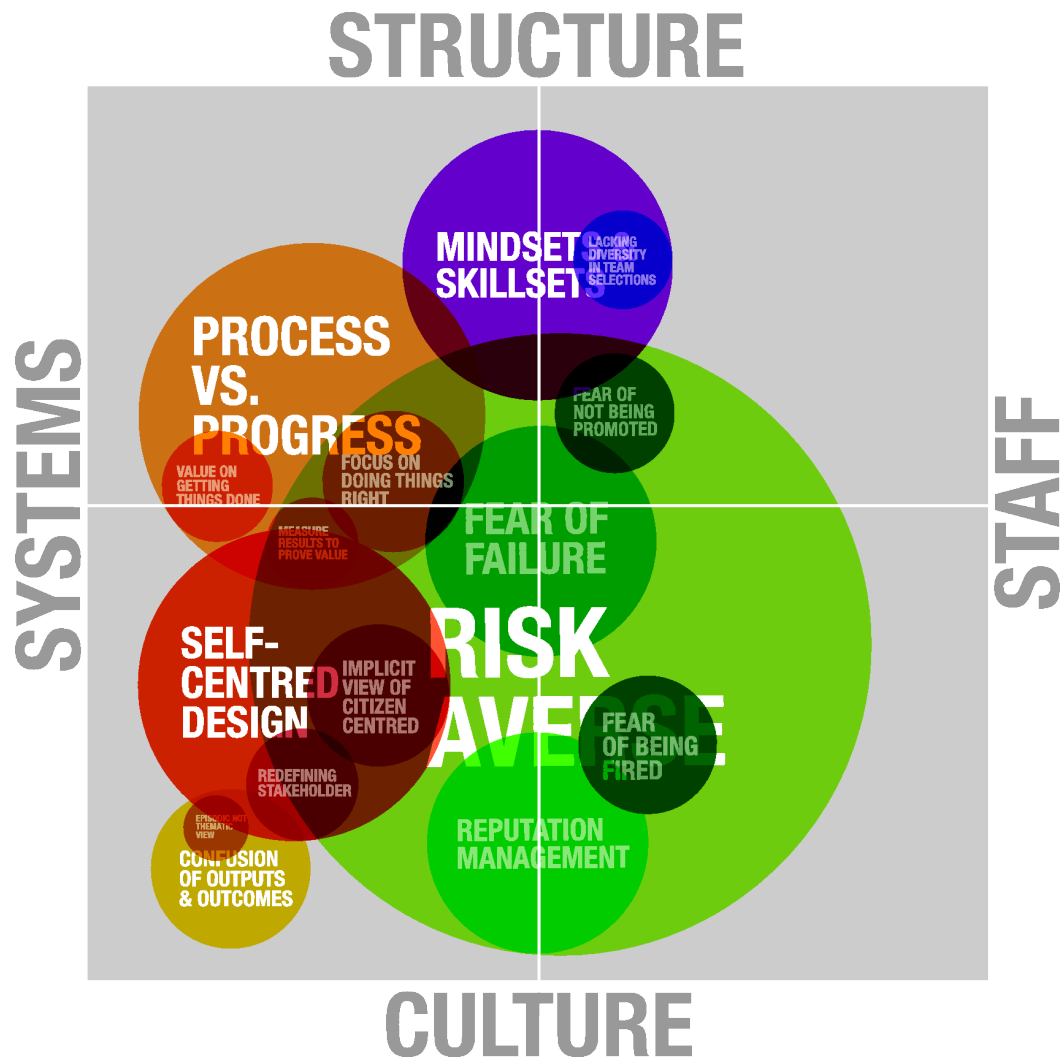 STRUCTURE
MINDSETS &
SKILLSETS
LACKING
DIVERSITY
IN TEAM
SELECTIONS
PROCESS
VS.
PROGRESS
VALUE ON
GETTING
THINGS DONE
FOCUS ON
DOING THINGS
RIGHT
FEAR OF
NOT BEING
PROMOTED
SYSTEMS
STAFF
MEASURE
RESULTS TO
PROVE VALUE
FEAR OF
FAILURE
RISK
AVERSE
SELF-
CENTRED
DESIGN
IMPLICIT
VIEW OF
CITIZEN
CENTRED
FEAR
OF BEING
FIRED
REDEFINING
STAKEHOLDER
EPISODIC NOT
THEMATIC
VIEW
CONFUSION
OF OUTPUTS
& OUTCOMES
REPUTATION
MANAGEMENT
CULTURE